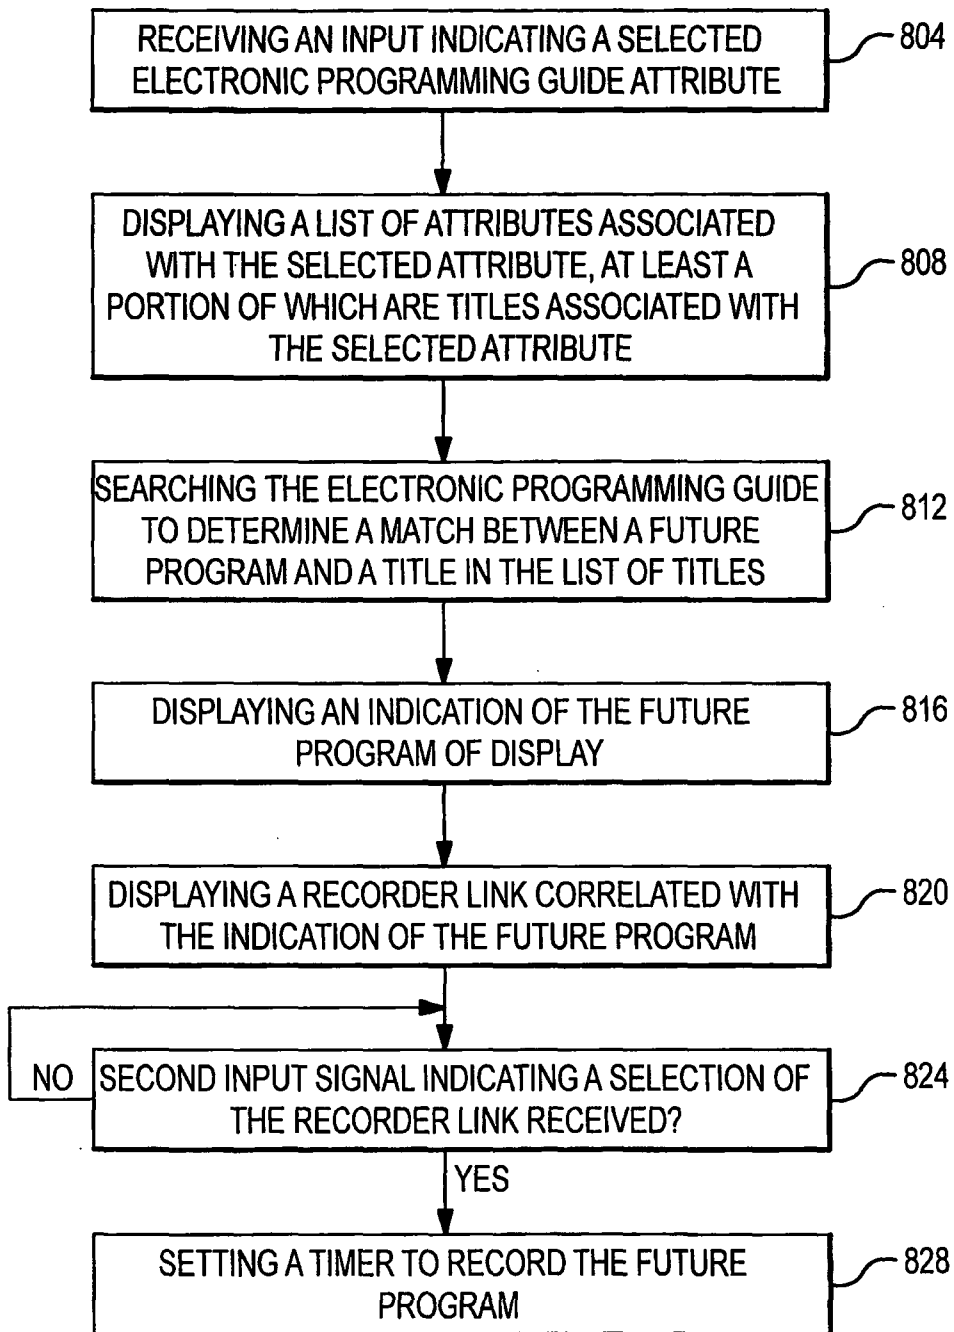 RECEIVING AN INPUT INDICATING A SELECTED
ELECTRONIC PROGRAMMING GUIDE ATTRIBUTE
804
DISPLAYING A LIST OF ATTRIBUTES ASSOCIATED
WITH THE SELECTED ATTRIBUTE, AT LEAST A
PORTION OF WHICH ARE TITLES ASSOCIATED WITH
THE SELECTED ATTRIBUTE
808
SEARCHING THE ELECTRONIC PROGRAMMING GUIDE
TO DETERMINE A MATCH BETWEEN A FUTURE
PROGRAM AND A TITLE IN THE LIST OF TITLES
812
DISPLAYING AN INDICATION OF THE FUTURE
PROGRAM OF DISPLAY
816
DISPLAYING A RECORDER LINK CORRELATED WITH
THE INDICATION OF THE FUTURE PROGRAM
820
NO
SECOND INPUT SIGNAL INDICATING A SELECTION OF
THE RECORDER LINK RECEIVED?
824
YES
SETTING A TIMER TO RECORD THE FUTURE
PROGRAM
828